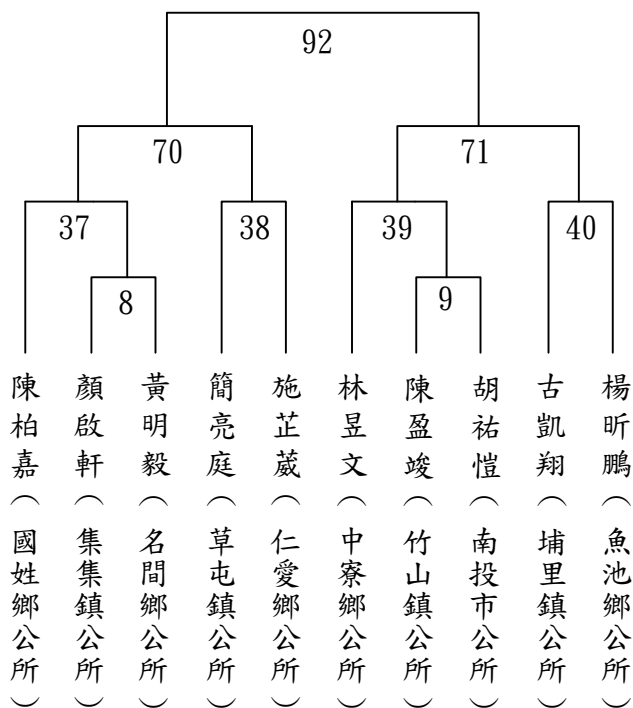 92
70
71
37
38
39
40
8
9
陳柏嘉(國姓鄉公所)
顏啟軒(集集鎮公所)
黃明毅(名間鄉公所)
簡亮庭(草屯鎮公所)
施芷葳(仁愛鄉公所)
林昱文(中寮鄉公所)
陳盈竣(竹山鎮公所)
胡祐愷(南投市公所)
古凱翔(埔里鎮公所)
楊昕鵬(魚池鄉公所)